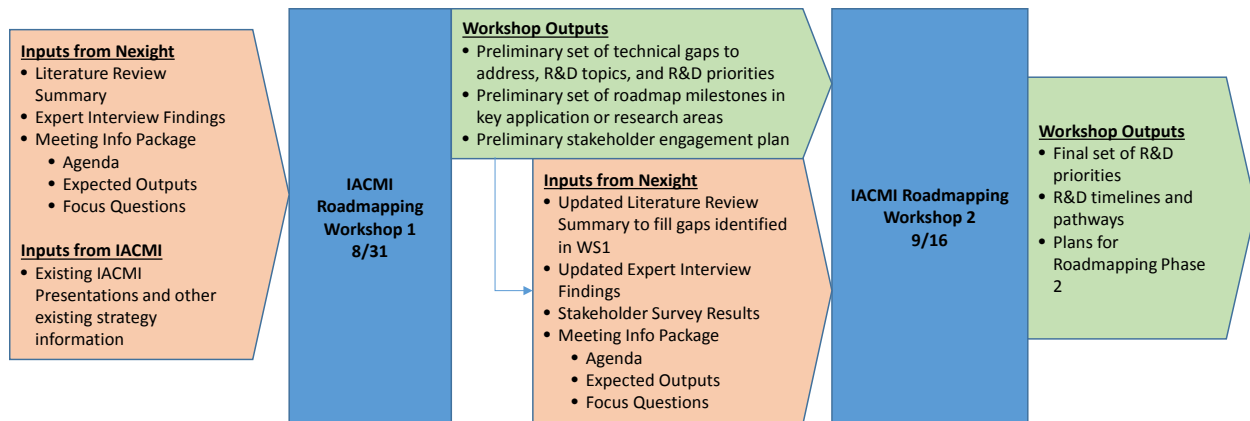 Inputs from Nexight
• Literature Review
Summary
• Expert Interview Findings
• Meeting Info Package
• Agenda
• Expected Outputs
• Focus Questions
Inputs from IACMI
• Existing IACMI
Presentations and other
existing strategy
information
IACMI
Roadmapping
Workshop 1
8/31
Workshop Outputs
• Preliminary set of technical gaps to
address, R&D topics, and R&D priorities
• Preliminary set of roadmap milestones in
key application or research areas
• Preliminary stakeholder engagement plan
Inputs from Nexight
• Updated Literature Review
Summary to fill gaps identified
in WS1
• Updated Expert Interview
Findings
• Stakeholder Survey Results
• Meeting Info Package
• Agenda
• Expected Outputs
• Focus Questions
IACMI Roadmapping
Workshop 2
9/16
Workshop Outputs
• Final set of R&D
priorities
• R&D timelines and
pathways
• Plans for
Roadmapping Phase
2